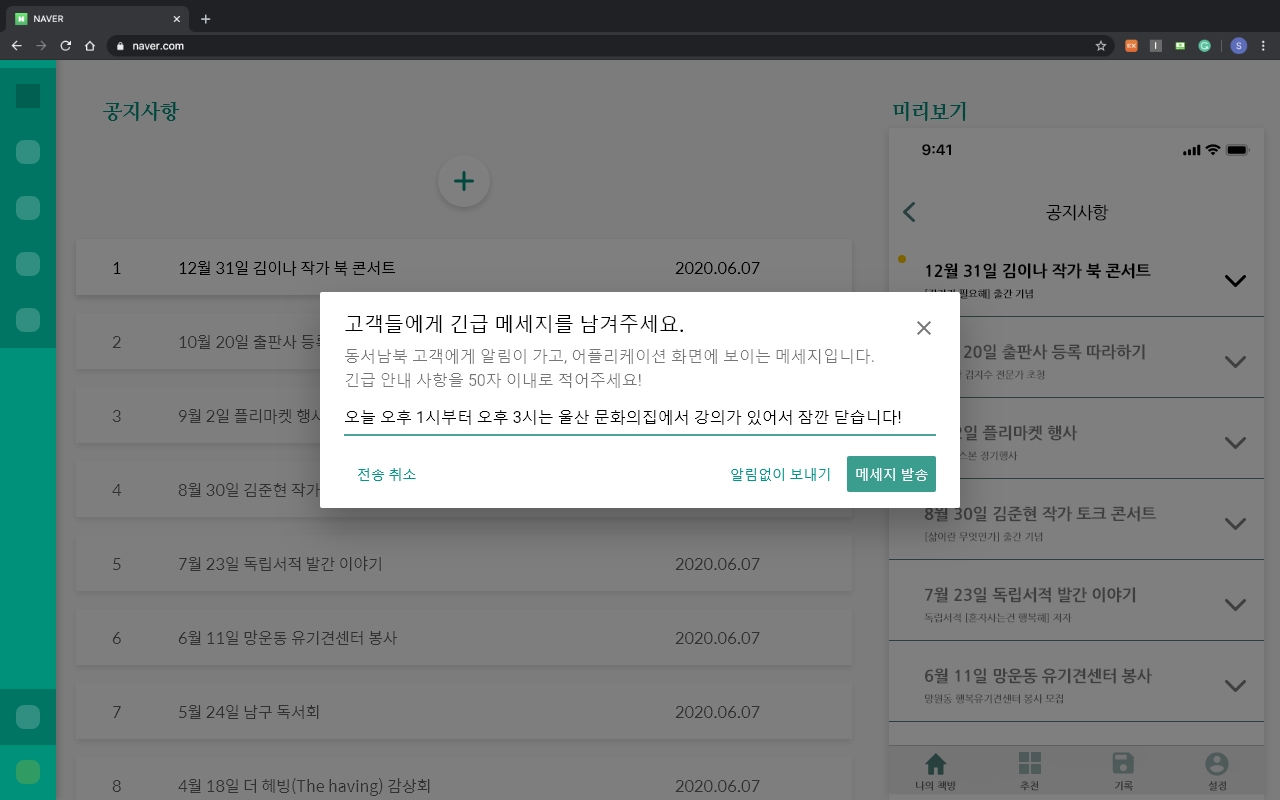 NAVER
naver.com
공지사항
미리보기
9:41
공지사항
1 12월 31일 김이나 작가 북 콘서트 2020.06.07
12월 31일 김이나 작가 북 콘서트
필요해] 출간 기념
고객들에게 긴급 메세지를 남겨주세요.
동서남북 고객에게 알림이 가고, 어플리케이션 화면에 보이는 메세지입니다.
긴급 안내 사항을 50자 이내로 적어주세요!
오늘 오후 1시부터 오후 3시는 울산 문화의집에서 강의가 있어서 잠깐 닫습니다!
전송 취소 알림없이 보내기 메세지 발송
2 10월 20일 출판사 등록
20일 출판사 등록 따라하기
김지수 전문가 초청
3 9월 2일 플리마켓 행사
2일 플리마켓 행사
정기행사
4 8월 30일 김준현 작가
8월 30일 김준현 작가 토크 콘서트
[삶이란 무엇인가] 출간 기념
5 7월 23일 독립서적 발간 이야기 2020.06.07
7월 23일 독립서적 발간 이야기
독립서적 [혼자사는건 행복해] 저자
6 6월 11일 망운동 유기견센터 봉사 2020.06.07
6월 11일 망운동 유기견센터 봉사
망원동 행복유기견센터 봉사 모집
7 5월 24일 남구 독서회 2020.06.07
8 4월 18일 더 헤빙(The having) 감상회 2020.06.07
나의 책방 추천 기록 설정